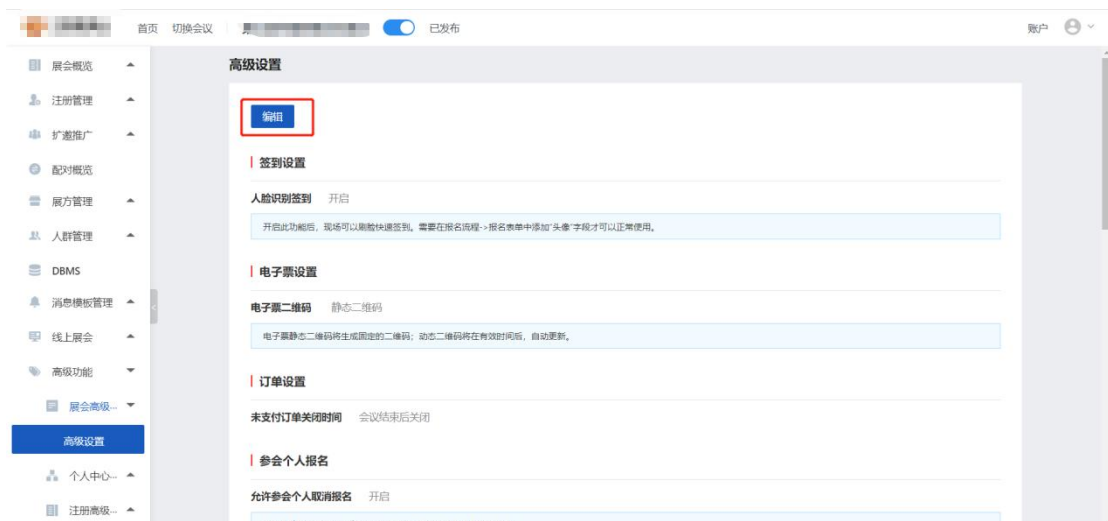 首页 切换会议 已发布 账户
展会概览
注册管理
扩邀推广
配对概览
展方管理
人群管理
DBMS
消息模板管理
线上展会
高级功能
展会高级...
高级设置
个人中心...
注册高级...
高级设置
编辑
签到设置
人脸识别签到 开启
开启此功能后，现场可以刷脸快速签到。需要在报名流程->报名表单中添加"头像"字段才可以正常使用。
电子票设置
电子票二维码 静态二维码
电子票静态二维码将生成固定的二维码；动态二维码将在有效时间后，自动更新。
订单设置
未支付订单关闭时间 会议结束后关闭
参会个人报名
允许参会个人取消报名 开启